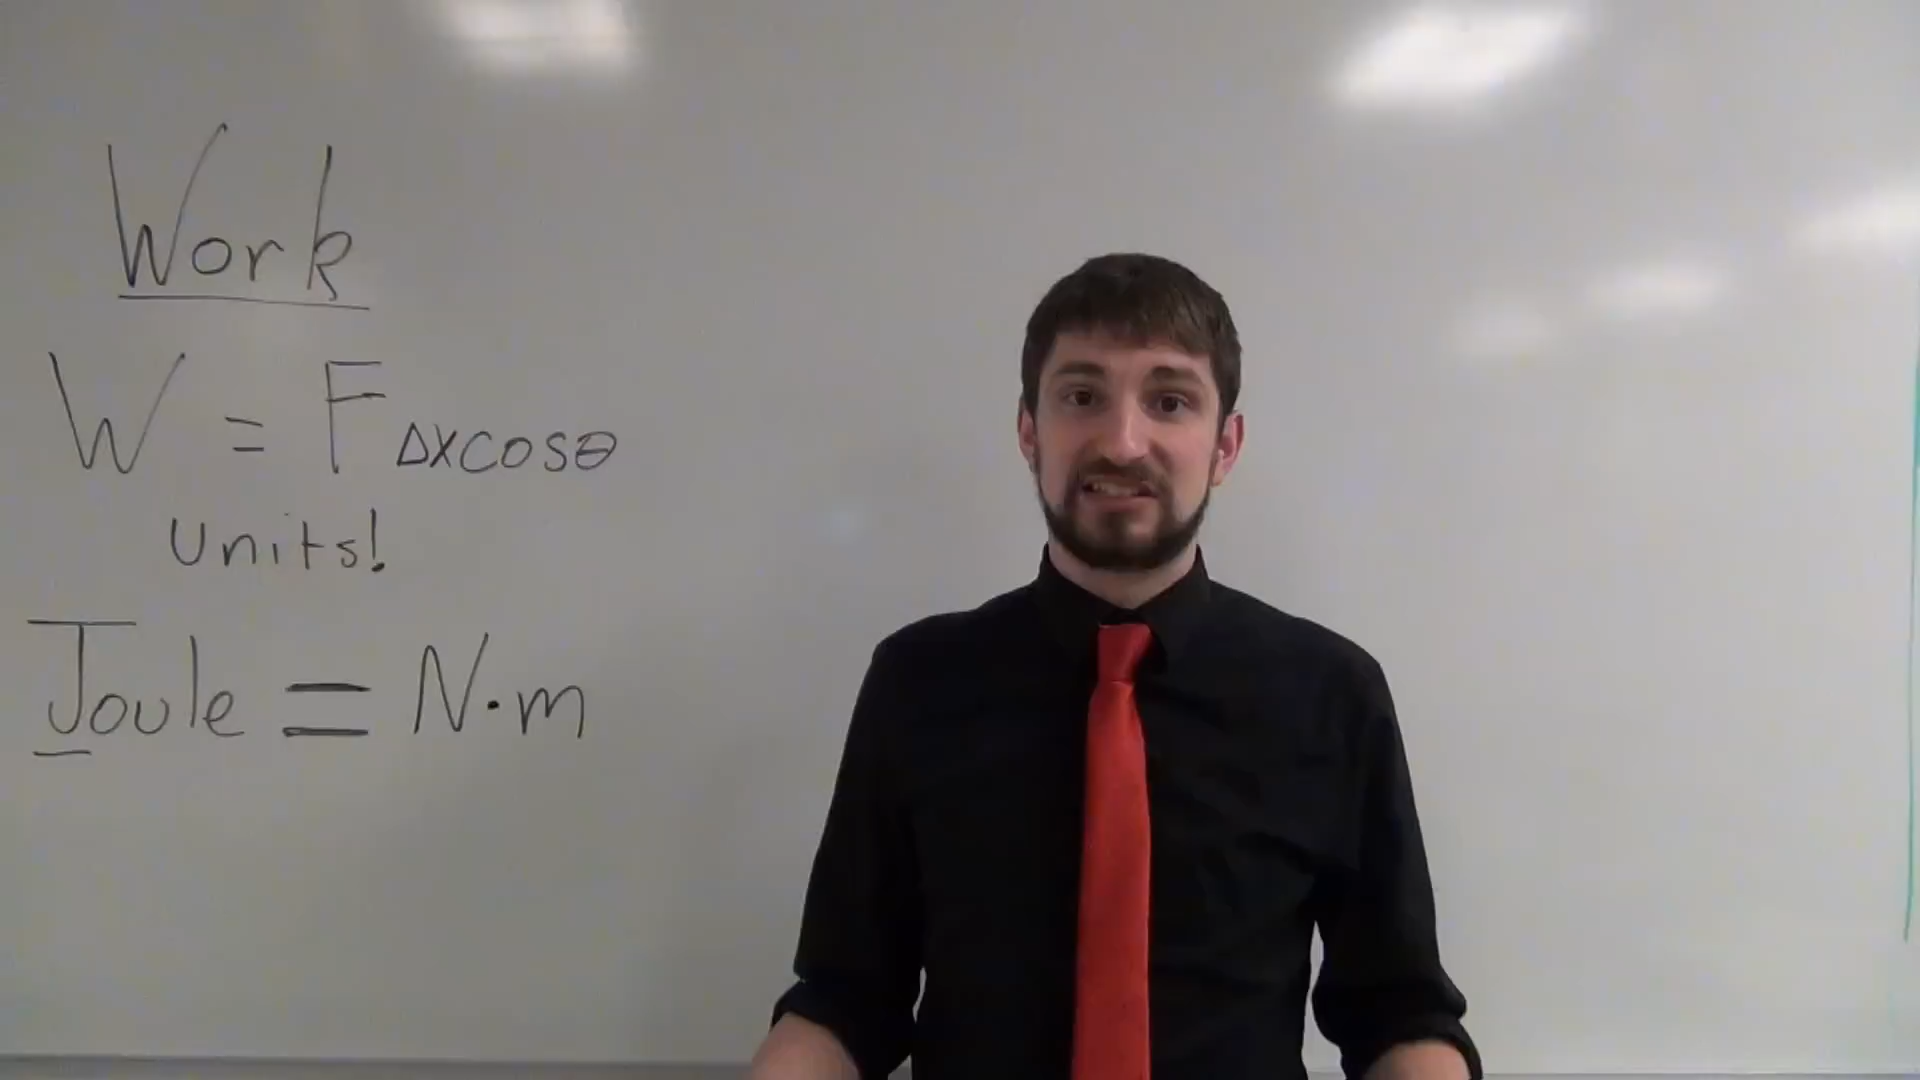 Work
W = FΔxcosθ
Units!
Joule = N·m